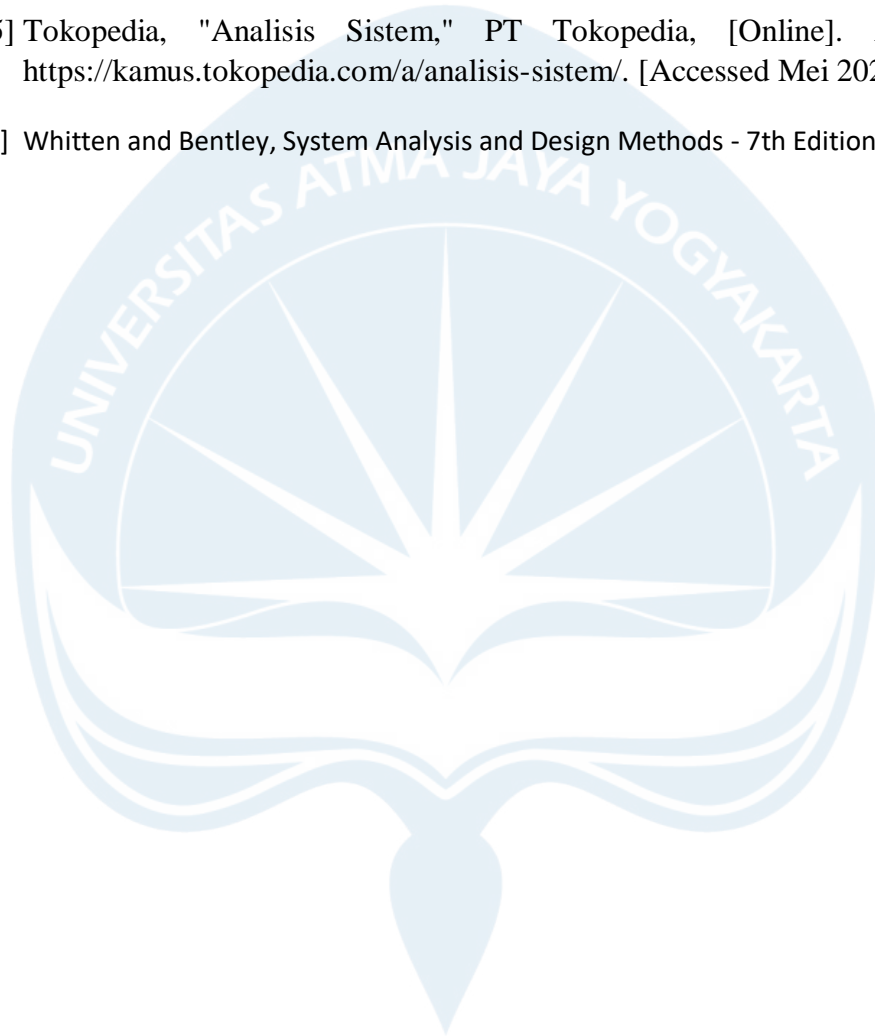 5] Tokopedia, "Analisis Sistem," PT Tokopedia, [Online].
https://kamus.tokopedia.com/a/analisis-sistem/. [Accessed Mei 202
] Whitten and Bentley, System Analysis and Design Methods - 7th Edition
UNIVERSITAS ATMA JAYA YOGYAKARTA